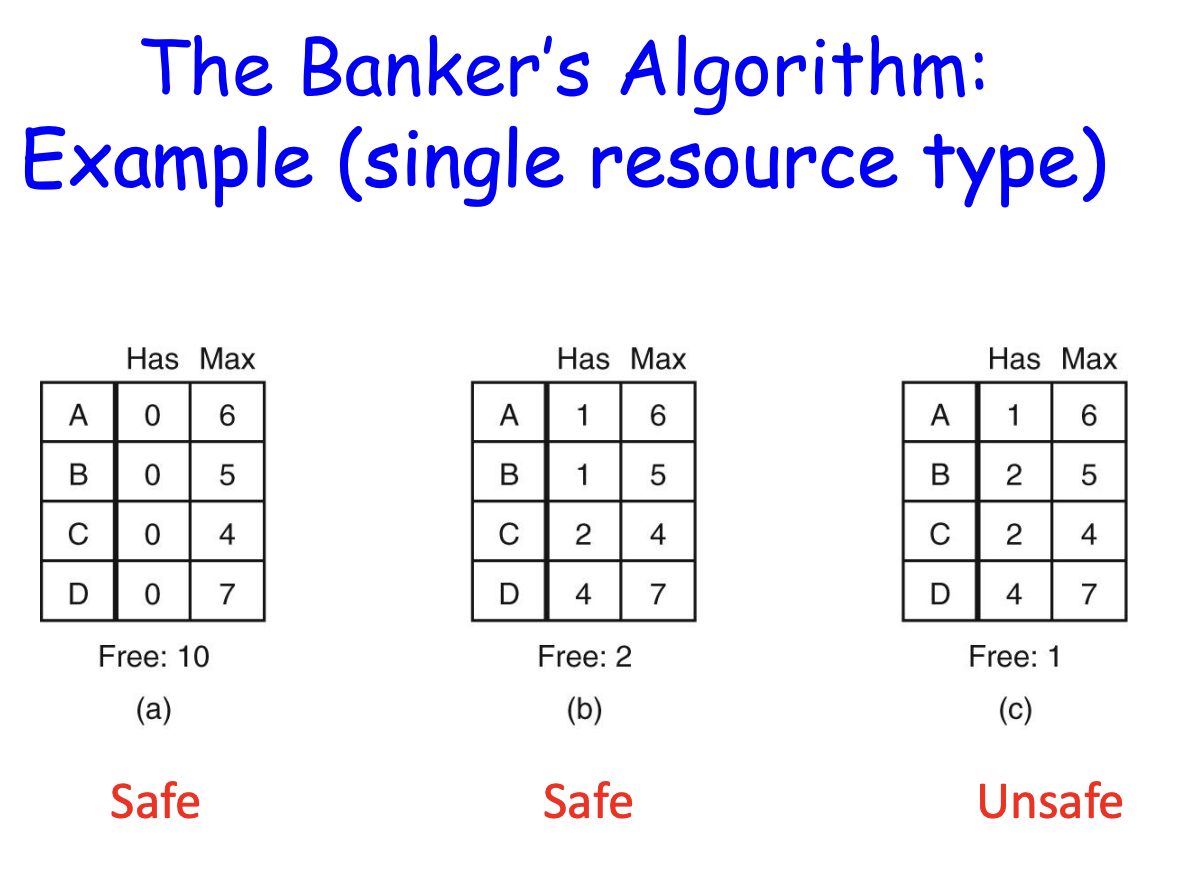 The Banker's Algorithm:
Example (single resource type)
Has Max
A 0 6
B 0 5
C 0 4
D 0 7
Free: 10
(a)
Safe
Has Max
A 1 6
B 1 5
C 2 4
D 4 7
Free: 2
(b)
Safe
Has Max
A 1 6
B 2 5
C 2 4
D 4 7
Free: 1
(c)
Unsafe